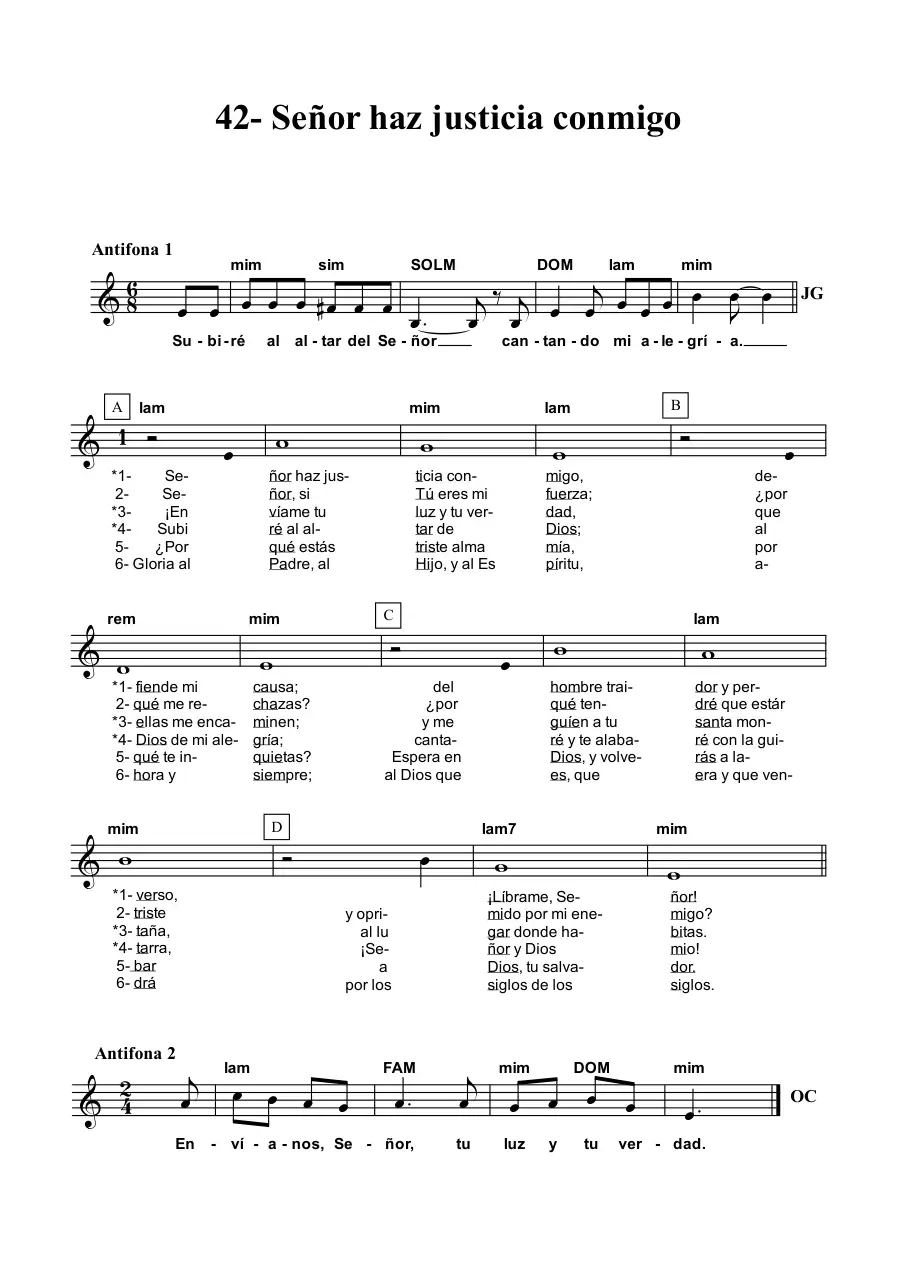 42- Señor haz justicia conmigo
Antifona 1
mim sim SOLM DOM lam mim
6
8
JG
Su - bi - ré al al - tar del Se - ñor can - tan - do mi a - le - grí - a.
A lam mim lam B
1
*1- Se- ñor haz jus- ticia con- migo, de-
2- Se- ñor, si Tú eres mi fuerza; ¿por
*3- ¡En víame tu luz y tu ver- dad, que
*4- Subi ré al al- tar de Dios; al
5- ¿Por qué estás triste alma mía, por
6- Gloria al Padre, al Hijo, y al Es píritu, a-
rem mim C lam
*1- fiende mi causa; del hombre trai- dor y per-
2- qué me re- chazas? ¿por qué ten- dré que estár
*3- ellas me enca- minen; y me guíen a tu santa mon-
*4- Dios de mi ale- gría; canta- ré y te alaba- ré con la gui-
5- qué te in- quietas? Espera en Dios, y volve- rás a la-
6- hora y siempre; al Dios que es, que era y que ven-
mim D lam7 mim
*1- verso, ¡Líbrame, Se- ñor!
2- triste y opri- mido por mi ene- migo?
*3- taña, al lu gar donde ha- bitas.
*4- tarra, ¡Se- ñor y Dios mio!
5- bar a Dios, tu salva- dor.
6- drá por los siglos de los siglos.
Antifona 2
lam FAM mim DOM mim
2
4
OC
En - ví - a - nos, Se - ñor, tu luz y tu ver - dad.